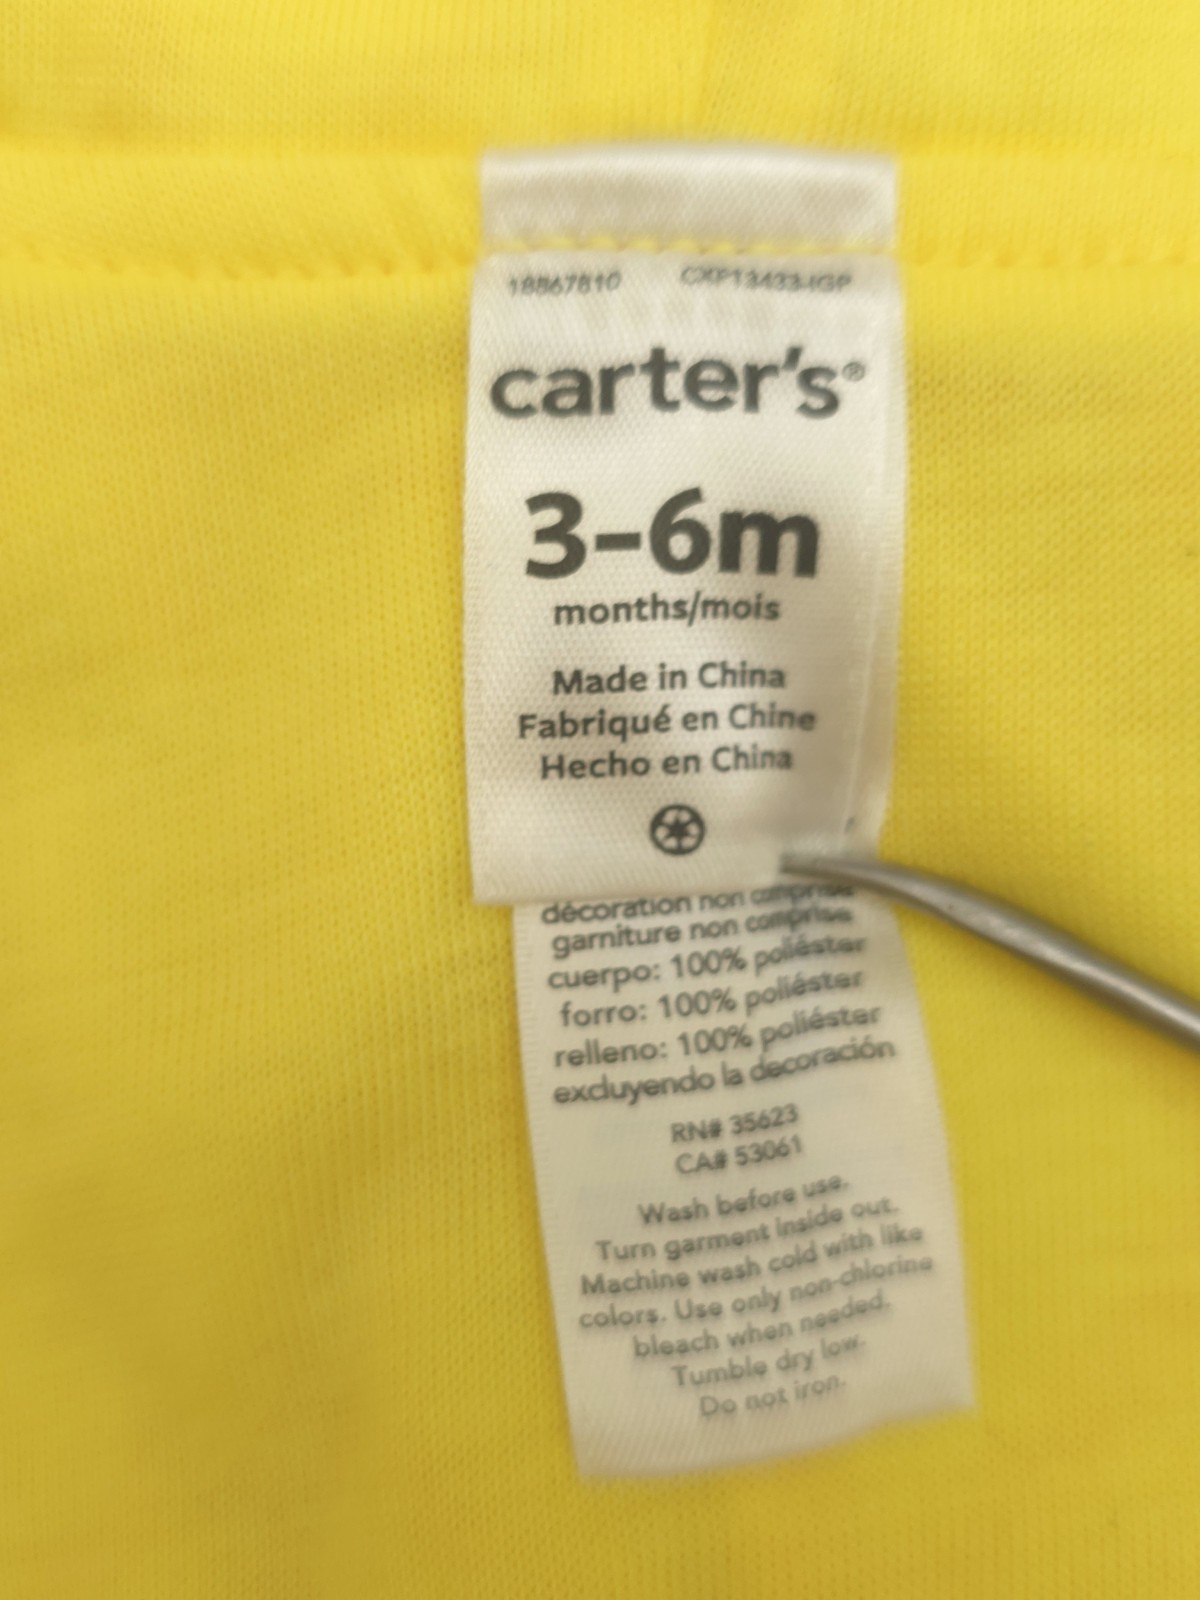 18867810 CXP13433-IGP
carter's®
3-6m
months/mois
Made in China
Fabriqué en Chine
Hecho en China
décoration non comprise
garniture non comprise
cuerpo: 100% poliéster
forro: 100% poliéster
relleno: 100% poliéster
excluyendo la decoración
RN# 35623
CA# 53061
Wash before use.
Turn garment inside out.
Machine wash cold with like
colors. Use only non-chlorine
bleach when needed.
Tumble dry low.
Do not iron.